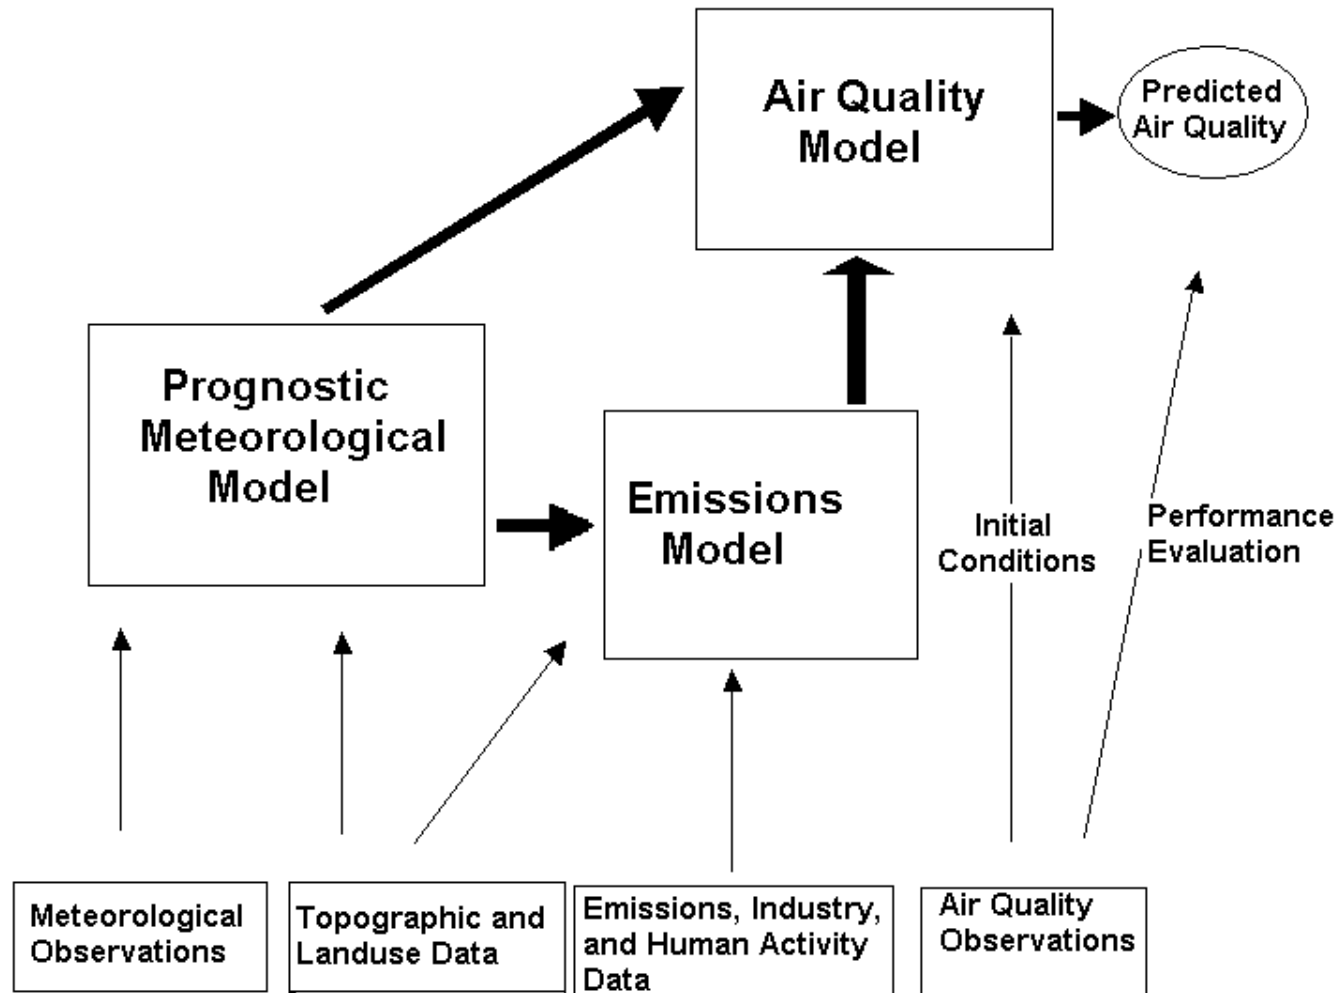 Air Quality
Model
Predicted
Air Quality
Prognostic
Meteorological
Model
Emissions
Model
Initial
Conditions
Performance
Evaluation
Meteorological
Observations
Topographic and
Landuse Data
Emissions, Industry,
and Human Activity
Data
Air Quality
Observations